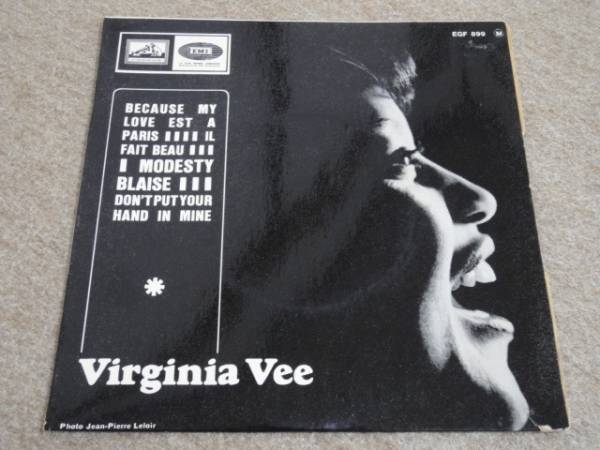 EMI
EGF 899 M
BECAUSE MY
LOVE EST A
PARIS IL
FAIT BEAU
MODESTY
BLAISE
DON'T PUT YOUR
HAND IN MINE
Virginia Vee
Photo Jean-Pierre Leloir